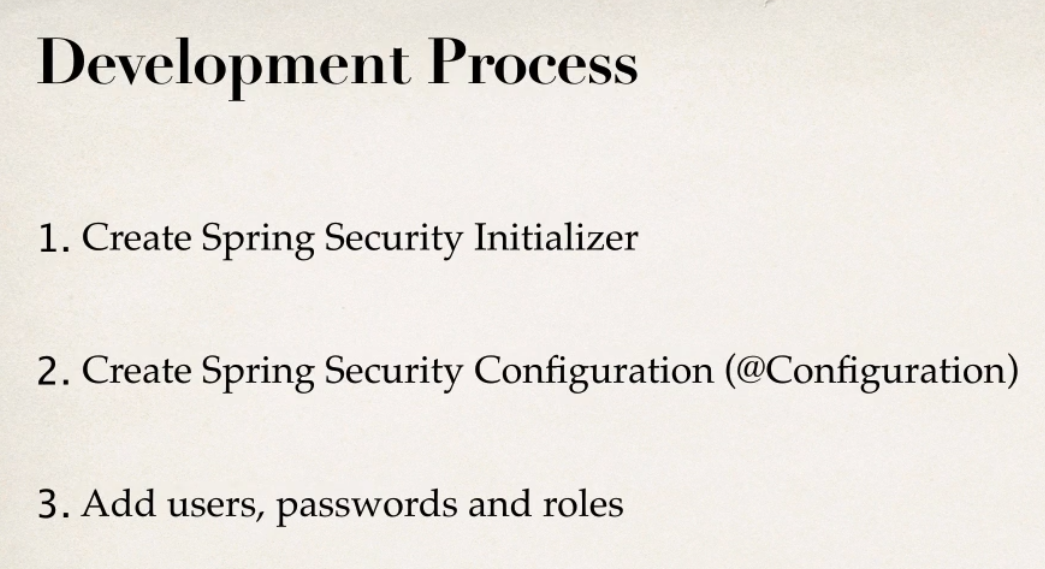 Development Process
1. Create Spring Security Initializer
2. Create Spring Security Configuration (@Configuration)
3. Add users, passwords and roles